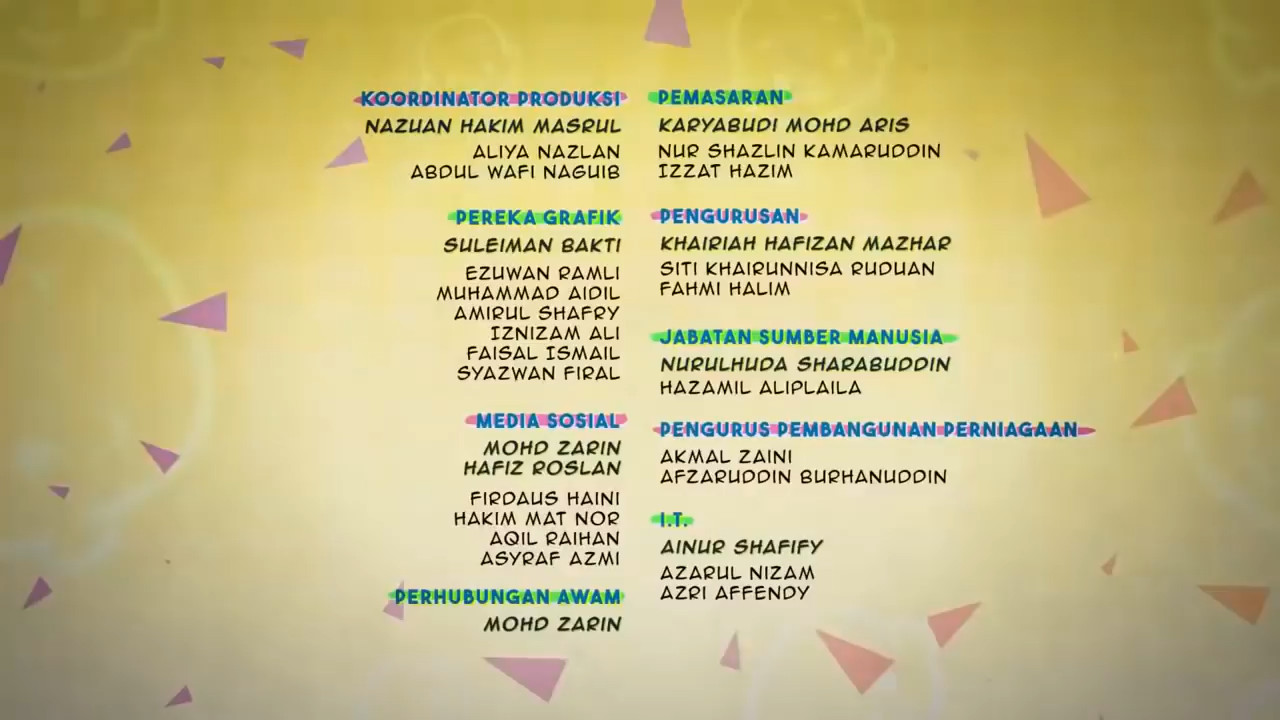 KOORDINATOR PRODUKSI
NAZUAN HAKIM MASRUL
ALIYA NAZLAN
ABDUL WAFI NAGUIB
PEREKA GRAFIK
SULEIMAN BAKTI
EZUWAN RAMLI
MUHAMMAD AIDIL
AMIRUL SHAFRY
IZNIZAM ALI
FAISAL ISMAIL
SYAZWAN FIRAL
MEDIA SOSIAL
MOHD ZARIN
HAFIZ ROSLAN
FIRDAUS HAINI
HAKIM MAT NOR
AQIL RAIHAN
ASYRAF AZMI
PERHUBUNGAN AWAM
MOHD ZARIN
PEMASARAN
KARYABUDI MOHD ARIS
NUR SHAZLIN KAMARUDDIN
IZZAT HAZIM
PENGURUSAN
KHAIRIAH HAFIZAN MAZHAR
SITI KHAIRUNNISA RUDUAN
FAHMI HALIM
JABATAN SUMBER MANUSIA
NURULHUDA SHARABUDDIN
HAZAMIL ALIPLAILA
PENGURUS PEMBANGUNAN PERNIAGAAN
AKMAL ZAINI
AFZARUDDIN BURHANUDDIN
I.T.
AINUR SHAFIFY
AZARUL NIZAM
AZRI AFFENDY